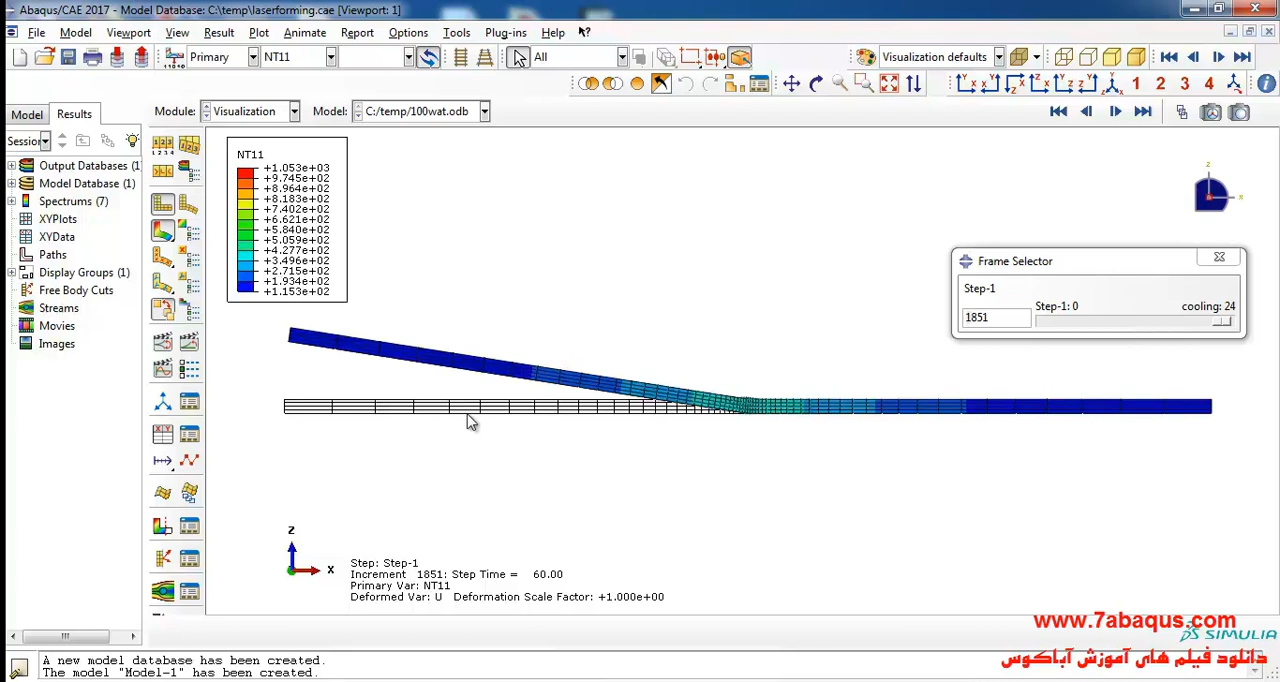 Abaqus/CAE 2017 - Model Database: C:\temp\laserforming.cae [Viewport: 1]
File Model Viewport View Result Plot Animate Report Options Tools Plug-ins Help
Primary NT11 All Visualization defaults
1 2 3 4
Model Results Module: Visualization Model: C:/temp/100wat.odb
Session
Output Databases (1)
Model Database (1)
Spectrums (7)
XYPlots
XYData
Paths
Display Groups (1)
Free Body Cuts
Streams
Movies
Images
NT11
+1.053e+03
+9.745e+02
+8.964e+02
+8.183e+02
+7.402e+02
+6.621e+02
+5.840e+02
+5.059e+02
+4.277e+02
+3.496e+02
+2.715e+02
+1.934e+02
+1.153e+02
z
x
Frame Selector
Step-1
1851 Step-1: 0 cooling: 24
Z
X
Step: Step-1
Increment 1851: Step Time = 60.00
Primary Var: NT11
Deformed Var: U Deformation Scale Factor: +1.000e+00
www.7abaqus.com
SIMULIA
دانلود فیلم های آموزش آباکوس
A new model database has been created.
The model "Model-1" has been created.